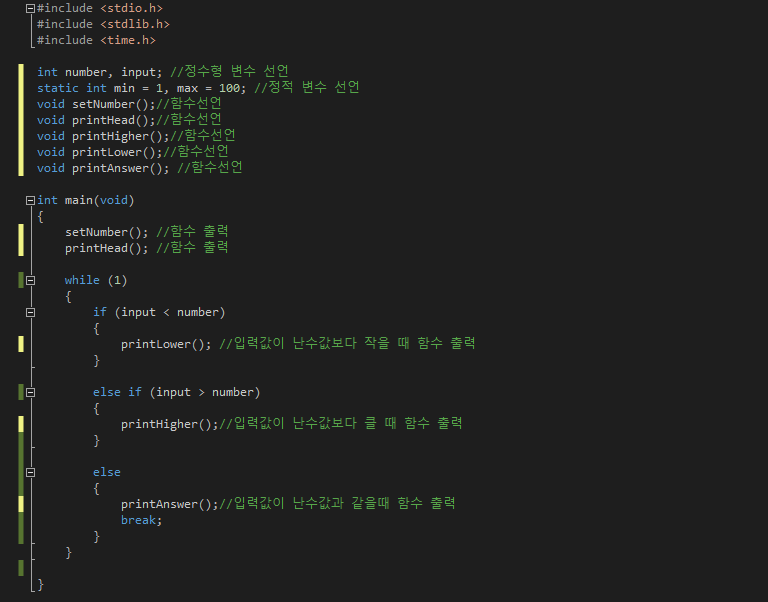 #include <stdio.h>
#include <stdlib.h>
#include <time.h>
int number, input; //정수형 변수 선언
static int min = 1, max = 100; //정적 변수 선언
void setNumber();//함수선언
void printHead();//함수선언
void printHigher();//함수선언
void printLower();//함수선언
void printAnswer(); //함수선언
int main(void)
{
setNumber(); //함수 출력
printHead(); //함수 출력
while (1)
{
if (input < number)
{
printLower(); //입력값이 난수값보다 작을 때 함수 출력
}
else if (input > number)
{
printHigher();//입력값이 난수값보다 클 때 함수 출력
}
else
{
printAnswer();//입력값이 난수값과 같을때 함수 출력
break;
}
}
}